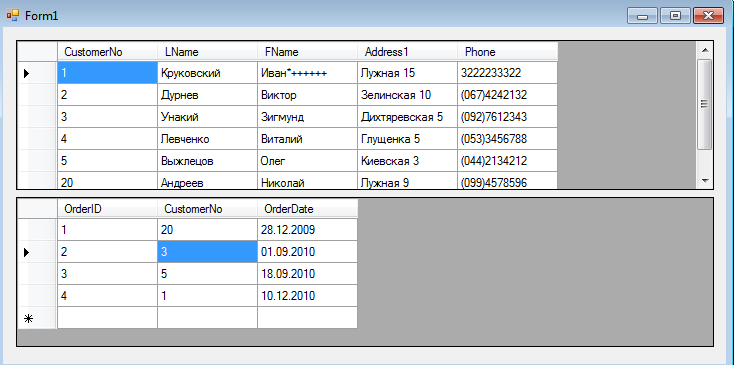 Form1
CustomerNo LName FName Address1 Phone
1 Круковский Иван*++++++ Лужная 15 3222233322
2 Дурнев Виктор Зелинская 10 (067)4242132
3 Унакий Зигмунд Дихтяревская 5 (092)7612343
4 Левченко Виталий Глущенка 5 (053)3456788
5 Выжлецов Олег Киевская 3 (044)2134212
20 Андреев Николай Лужная 9 (099)4578596
OrderID CustomerNo OrderDate
1 20 28.12.2009
2 3 01.09.2010
3 5 18.09.2010
4 1 10.12.2010